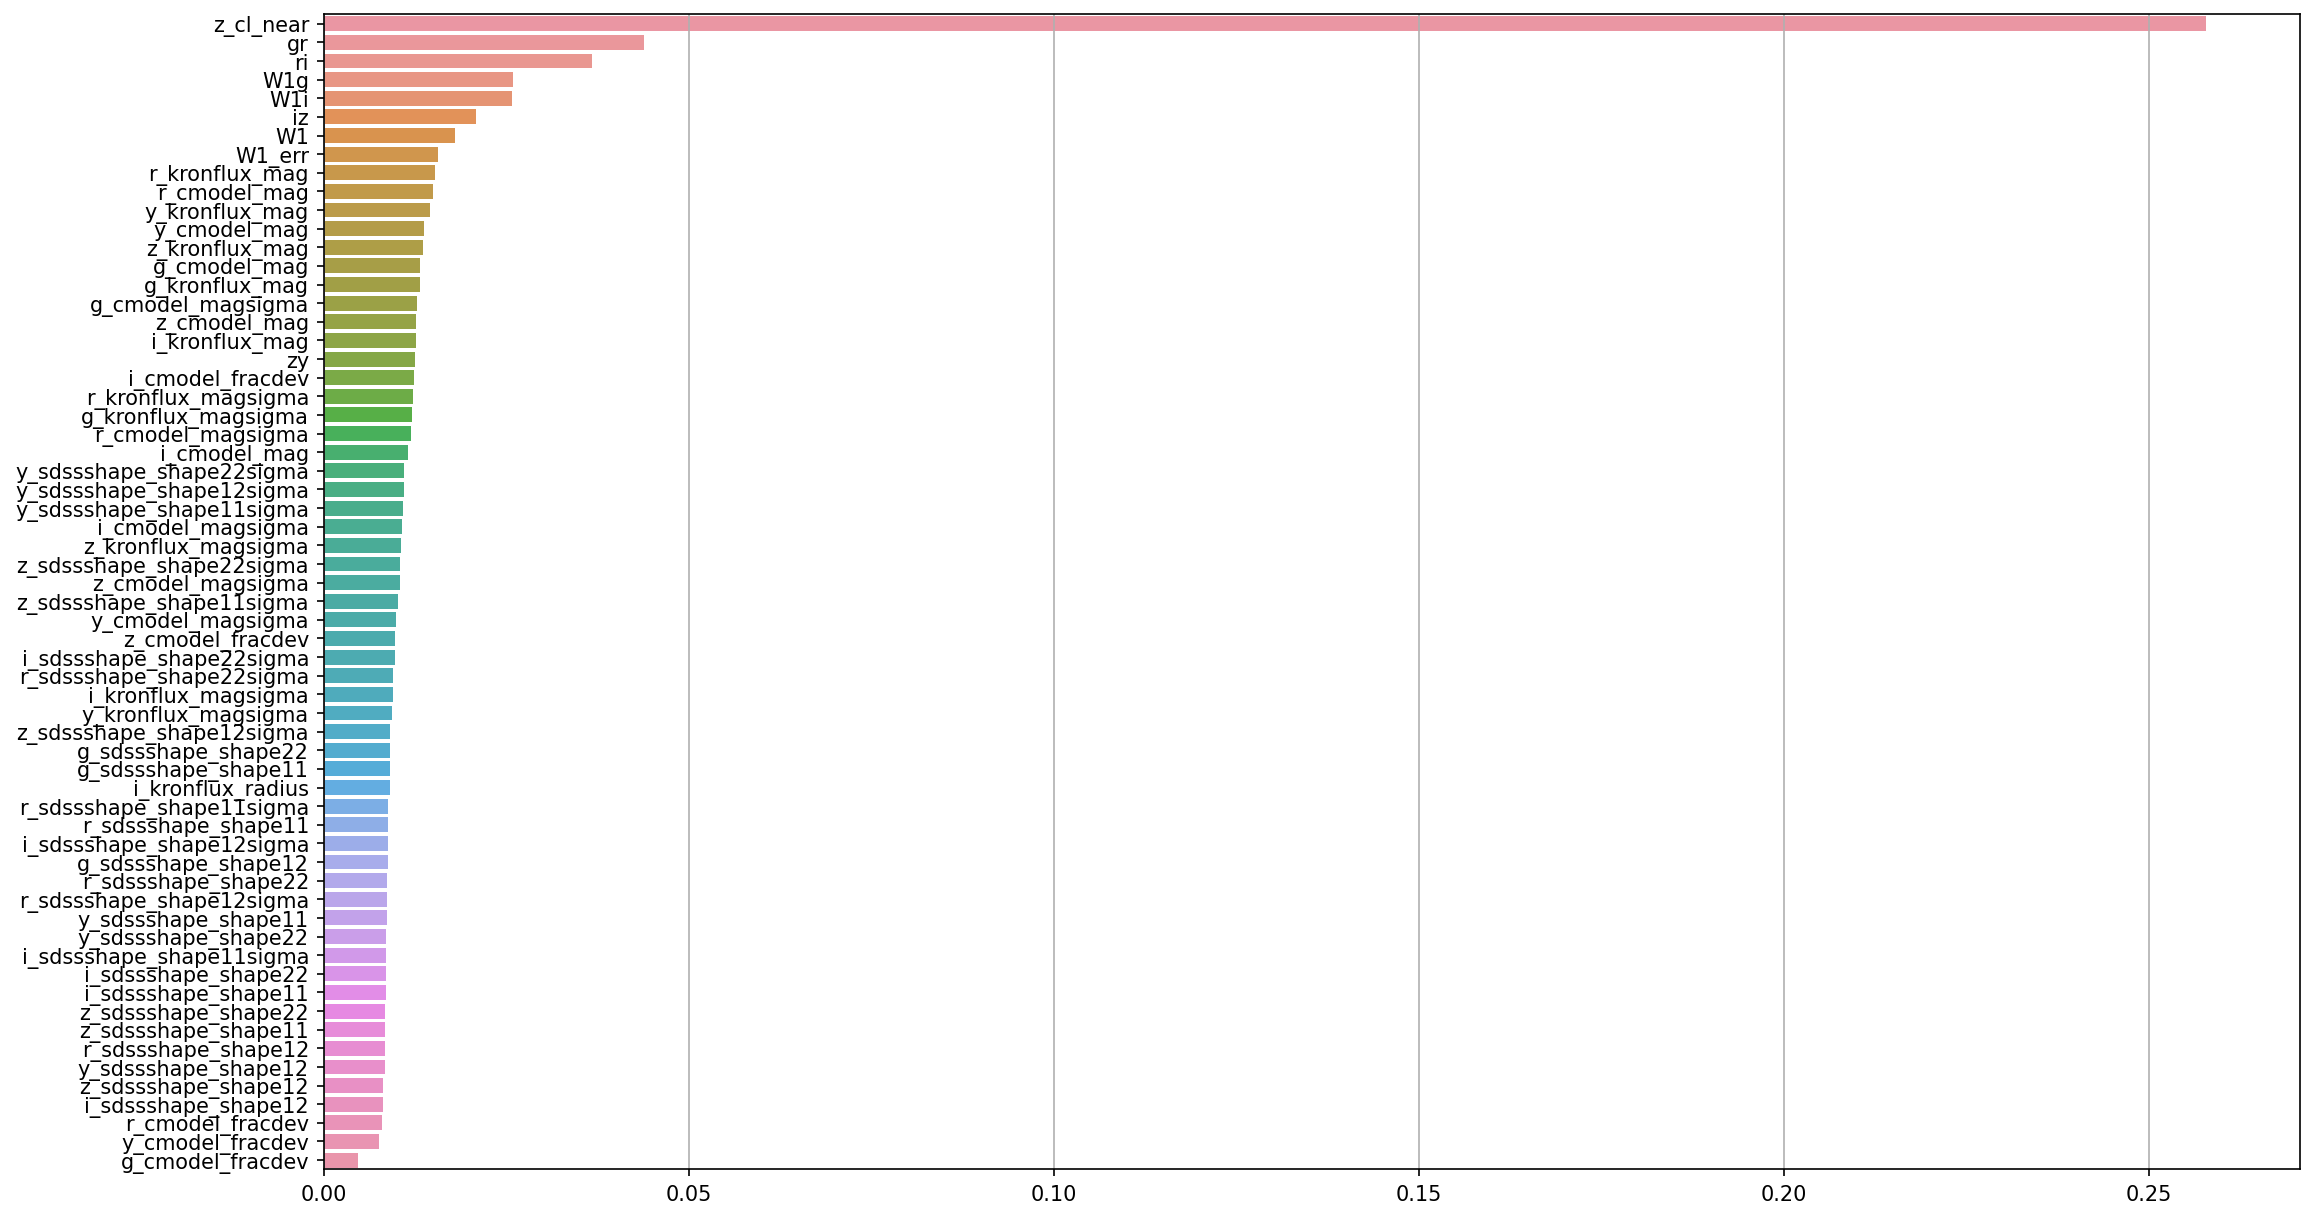 z_cl_near
gr
ri
W1g
W1i
iz
W1
W1_err
r_kronflux_mag
r_cmodel_mag
y_kronflux_mag
y_cmodel_mag
z_kronflux_mag
g_cmodel_mag
g_kronflux_mag
g_cmodel_magsigma
z_cmodel_mag
i_kronflux_mag
zy
i_cmodel_fracdev
r_kronflux_magsigma
g_kronflux_magsigma
r_cmodel_magsigma
i_cmodel_mag
y_sdssshape_shape22sigma
y_sdssshape_shape12sigma
y_sdssshape_shape11sigma
i_cmodel_magsigma
z_kronflux_magsigma
z_sdssshape_shape22sigma
z_cmodel_magsigma
z_sdssshape_shape11sigma
y_cmodel_magsigma
z_cmodel_fracdev
i_sdssshape_shape22sigma
r_sdssshape_shape22sigma
i_kronflux_magsigma
y_kronflux_magsigma
z_sdssshape_shape12sigma
g_sdssshape_shape22
g_sdssshape_shape11
i_kronflux_radius
r_sdssshape_shape11sigma
r_sdssshape_shape11
i_sdssshape_shape12sigma
g_sdssshape_shape12
r_sdssshape_shape22
r_sdssshape_shape12sigma
y_sdssshape_shape11
y_sdssshape_shape22
i_sdssshape_shape11sigma
i_sdssshape_shape22
i_sdssshape_shape11
z_sdssshape_shape22
z_sdssshape_shape11
r_sdssshape_shape12
y_sdssshape_shape12
z_sdssshape_shape12
i_sdssshape_shape12
r_cmodel_fracdev
y_cmodel_fracdev
g_cmodel_fracdev
0.00 0.05 0.10 0.15 0.20 0.25